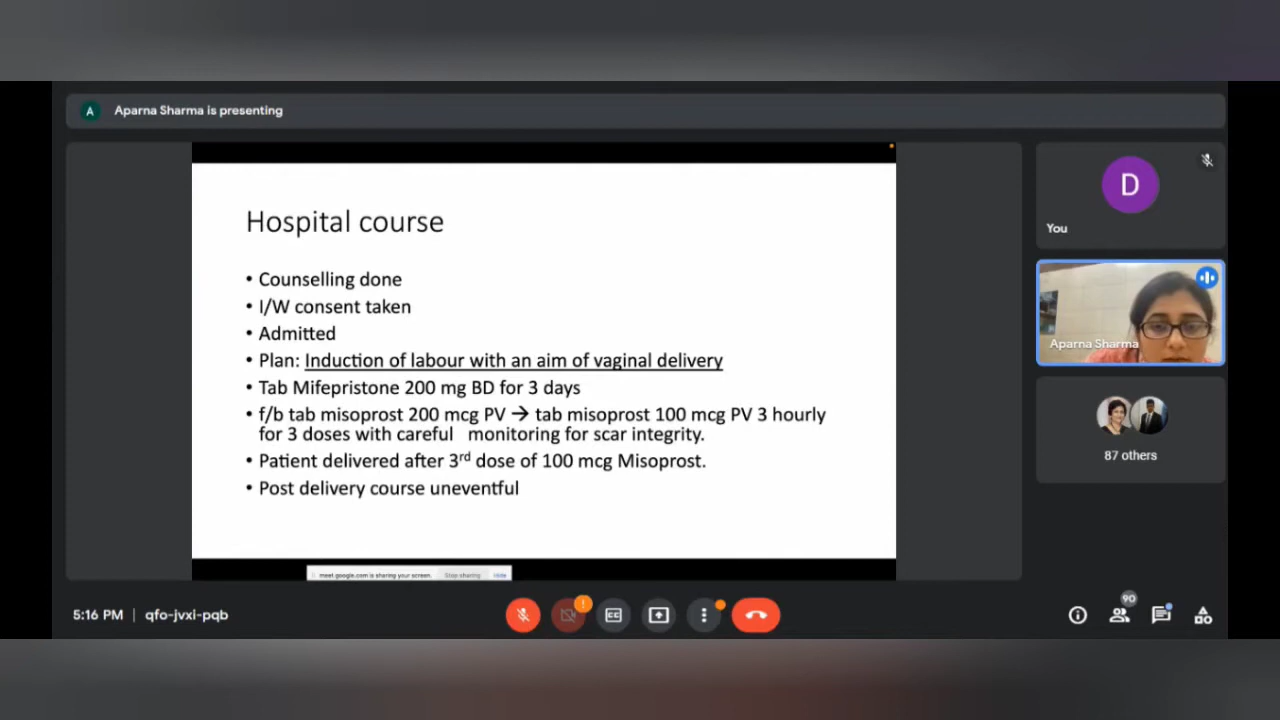 A
Aparna Sharma is presenting
Hospital course
• Counselling done
• I/W consent taken
• Admitted
• Plan: Induction of labour with an aim of vaginal delivery
• Tab Mifepristone 200 mg BD for 3 days
• f/b tab misoprost 200 mcg PV → tab misoprost 100 mcg PV 3 hourly
for 3 doses with careful monitoring for scar integrity.
• Patient delivered after 3rd dose of 100 mcg Misoprost.
• Post delivery course uneventful
meet.google.com is sharing your screen. Stop sharing Hide
D
You
Aparna Sharma
87 others
5:16 PM | qfo-jvxi-pqb
CC
90